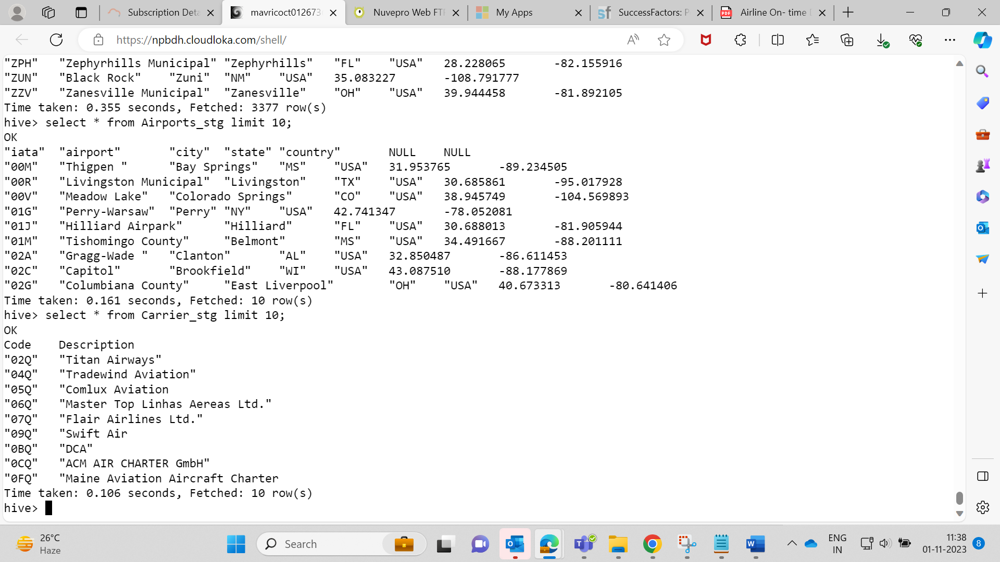 Subscription Deta
mavricoct012673
Nuvepro Web FTP
My Apps
SuccessFactors: P
Airline On- time D
https://npbdh.cloudloka.com/shell/
"ZPH" "Zephyrhills Municipal" "Zephyrhills" "FL" "USA" 28.228065 -82.155916
"ZUN" "Black Rock" "Zuni" "NM" "USA" 35.083227 -108.791777
"ZZV" "Zanesville Municipal" "Zanesville" "OH" "USA" 39.944458 -81.892105
Time taken: 0.355 seconds, Fetched: 3377 row(s)
hive> select * from Airports_stg limit 10;
OK
"iata" "airport" "city" "state" "country" NULL NULL
"00M" "Thigpen " "Bay Springs" "MS" "USA" 31.953765 -89.234505
"00R" "Livingston Municipal" "Livingston" "TX" "USA" 30.685861 -95.017928
"00V" "Meadow Lake" "Colorado Springs" "CO" "USA" 38.945749 -104.569893
"01G" "Perry-Warsaw" "Perry" "NY" "USA" 42.741347 -78.052081
"01J" "Hilliard Airpark" "Hilliard" "FL" "USA" 30.688013 -81.905944
"01M" "Tishomingo County" "Belmont" "MS" "USA" 34.491667 -88.201111
"02A" "Gragg-Wade " "Clanton" "AL" "USA" 32.850487 -86.611453
"02C" "Capitol" "Brookfield" "WI" "USA" 43.087510 -88.177869
"02G" "Columbiana County" "East Liverpool" "OH" "USA" 40.673313 -80.641406
Time taken: 0.161 seconds, Fetched: 10 row(s)
hive> select * from Carrier_stg limit 10;
OK
Code Description
"02Q" "Titan Airways"
"04Q" "Tradewind Aviation"
"05Q" "Comlux Aviation
"06Q" "Master Top Linhas Aereas Ltd."
"07Q" "Flair Airlines Ltd."
"09Q" "Swift Air
"0BQ" "DCA"
"0CQ" "ACM AIR CHARTER GmbH"
"0FQ" "Maine Aviation Aircraft Charter
Time taken: 0.106 seconds, Fetched: 10 row(s)
hive>
26°C
Haze
Search
ENG
IN
11:38
01-11-2023
8